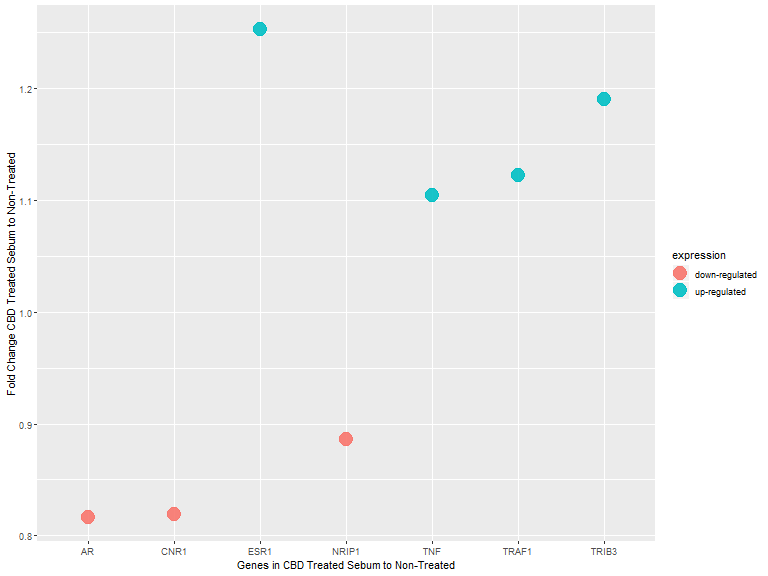 Fold Change CBD Treated Sebum to Non-Treated
1.2
1.1
1.0
0.9
0.8
AR CNR1 ESR1 NRIP1 TNF TRAF1 TRIB3
Genes in CBD Treated Sebum to Non-Treated
expression
down-regulated
up-regulated